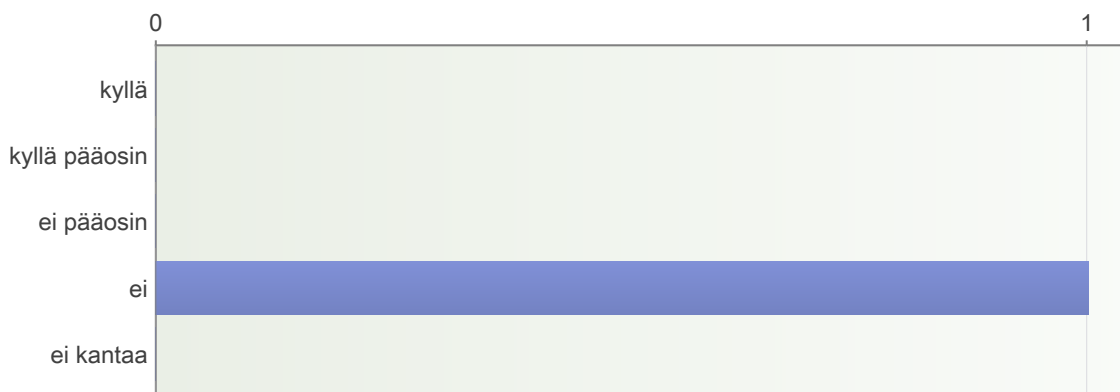 0 1
kyllä
kyllä pääosin
ei pääosin
ei
ei kantaa